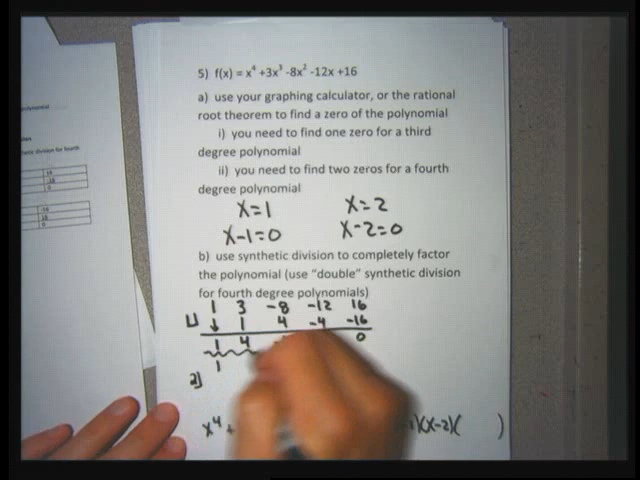 5) f(x) = x⁴ +3x³ -8x² -12x +16
a) use your graphing calculator, or the rational
root theorem to find a zero of the polynomial
i) you need to find one zero for a third
degree polynomial
ii) you need to find two zeros for a fourth
degree polynomial
x=1 x=2
x-1=0 x-2=0
b) use synthetic division to completely factor
the polynomial (use "double" synthetic division
for fourth degree polynomials)
1 3 -8 -12 16
1 ↓ 1 4 -4 -16
1 4 0
2 1
x⁴ + )(x-2)( )